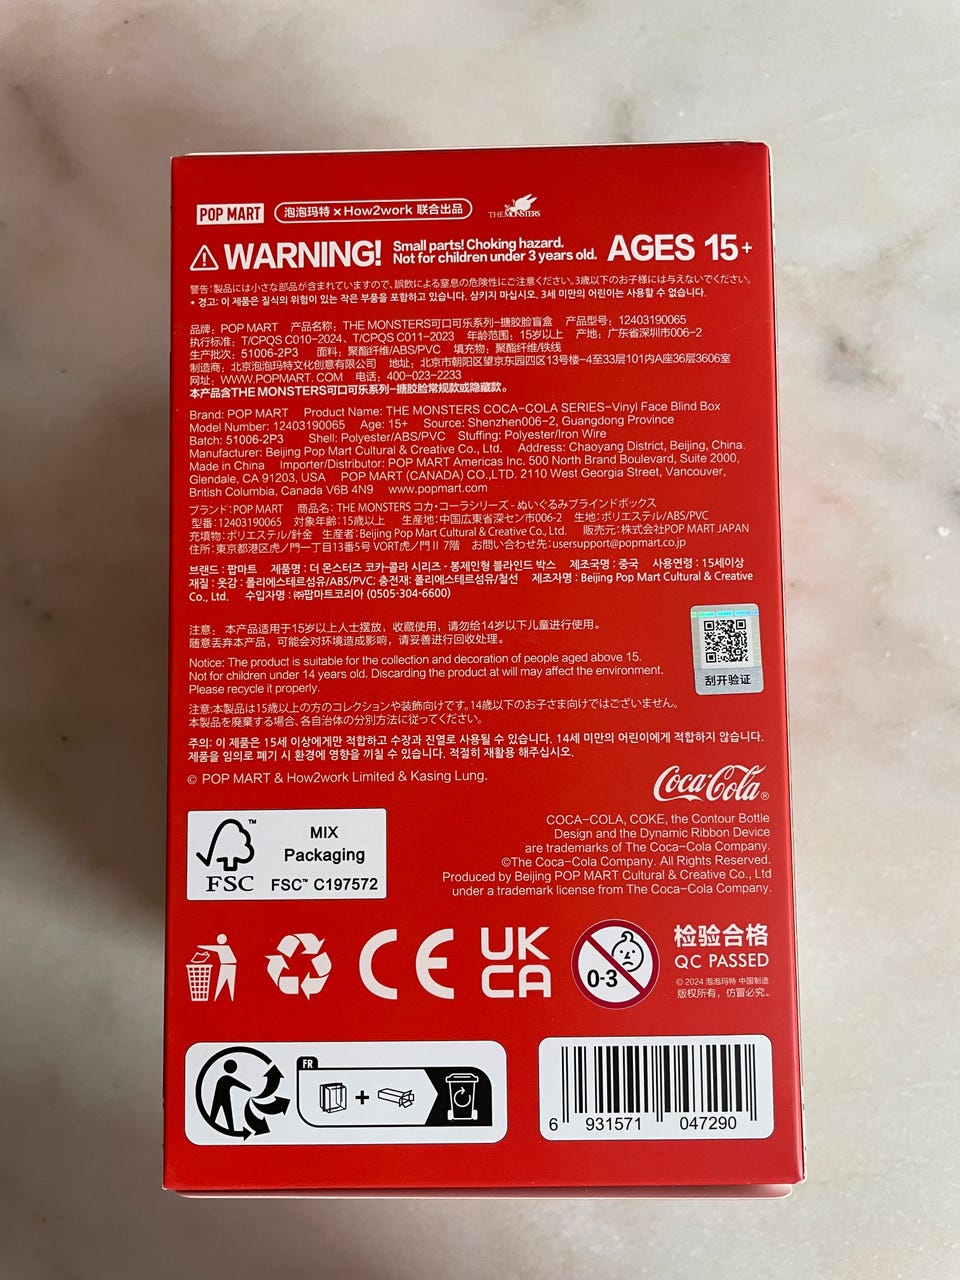 POP MART 泡泡玛特 × How2work 联合出品 THE MONSTERS
WARNING! Small parts! Choking hazard. Not for children under 3 years old. AGES 15+
警告:製品には小さな部品が含まれていますので、誤飲による窒息の危険性にご注意ください。3歳以下のお子様には与えないでください。
* 경고: 이 제품은 질식의 위험이 있는 작은 부품을 포함하고 있습니다. 삼키지 마십시오. 3세 미만의 어린이는 사용할 수 없습니다.
品牌：POP MART 产品名称：THE MONSTERS可口可乐系列-搪胶脸盲盒 产品型号：12403190065
执行标准：T/CPQS C010-2024、T/CPQS C011-2023 年龄范围：15岁以上 产地：广东省深圳市006-2
生产批次：51006-2P3 面料：聚酯纤维/ABS/PVC 填充物：聚酯纤维/铁线
制造商：北京泡泡玛特文化创意有限公司 地址：北京市朝阳区望京东园四区13号楼-4至33层101内A座36层3606室
网址：WWW.POPMART. COM 电话：400-023-2233
本产品含THE MONSTERS可口可乐系列-搪胶脸常规款或隐藏款。
Brand: POP MART Product Name: THE MONSTERS COCA-COLA SERIES-Vinyl Face Blind Box
Model Number: 12403190065 Age: 15+ Source: Shenzhen006-2, Guangdong Province
Batch: 51006-2P3 Shell: Polyester/ABS/PVC Stuffing: Polyester/Iron Wire
Manufacturer: Beijing Pop Mart Cultural & Creative Co., Ltd. Address: Chaoyang District, Beijing, China.
Made in China Importer/Distributor: POP MART Americas Inc. 500 North Brand Boulevard, Suite 2000,
Glendale, CA 91203, USA POP MART (CANADA) CO.,LTD. 2110 West Georgia Street, Vancouver,
British Columbia, Canada V6B 4N9 www.popmart.com
ブランド：POP MART 商品名：THE MONSTERS コカ・コーラシリーズ - ぬいぐるみブラインドボックス
型番：12403190065 対象年齢：15歳以上 生産地：中国広東省深セン市006-2 生地：ポリエステル/ABS/PVC
充填物：ポリエステル/針金 生産者：Beijing Pop Mart Cultural & Creative Co., Ltd. 販売元：株式会社POP MART JAPAN
住所：東京都港区虎ノ門一丁目13番5号 VORT虎ノ門Ⅱ 7階 お問い合わせ先：usersupport@popmart.co.jp
브랜드 : 팝마트 제품명 : 더 몬스터즈 코카-콜라 시리즈 - 봉제인형 블라인드 박스 제조국명 : 중국 사용연령 : 15세이상
재질 : 옷감 : 폴리에스테르섬유/ABS/PVC; 충전재: 폴리에스테르섬유/철선 제조자명 : Beijing Pop Mart Cultural & Creative
Co., Ltd. 수입자명 : ㈜팝마트코리아 (0505-304-6600)
注意： 本产品适用于15岁以上人士摆放，收藏使用，请勿给14岁以下儿童进行使用。
随意丢弃本产品，可能会对环境造成影响，请妥善进行回收处理。
Notice: The product is suitable for the collection and decoration of people aged above 15.
Not for children under 14 years old. Discarding the product at will may affect the environment.
Please recycle it properly.
刮开验证
注意:本製品は15歳以上の方のコレクションや装飾向けです。14歳以下のお子さま向けではございません。
本製品を廃棄する場合、各自治体の分別方法に従ってください。
주의: 이 제품은 15세 이상에게만 적합하고 수장과 진열로 사용될 수 있습니다. 14세 미만의 어린이에게 적합하지 않습니다.
제품을 임의로 폐기 시 환경에 영향을 끼칠 수 있습니다. 적절히 재활용 해주십시오.
© POP MART & How2work Limited & Kasing Lung.
Coca-Cola®
COCA-COLA, COKE, the Contour Bottle
Design and the Dynamic Ribbon Device
are trademarks of The Coca-Cola Company.
©The Coca-Cola Company. All Rights Reserved.
Produced by Beijing POP MART Cultural & Creative Co., Ltd
under a trademark license from The Coca-Cola Company.
FSC™
MIX
Packaging
FSC™ C197572
CE
UK
CA
0-3
检验合格
QC PASSED
© 2024 泡泡玛特 中国制造
版权所有，仿冒必究。
FR
+
6 931571 047290